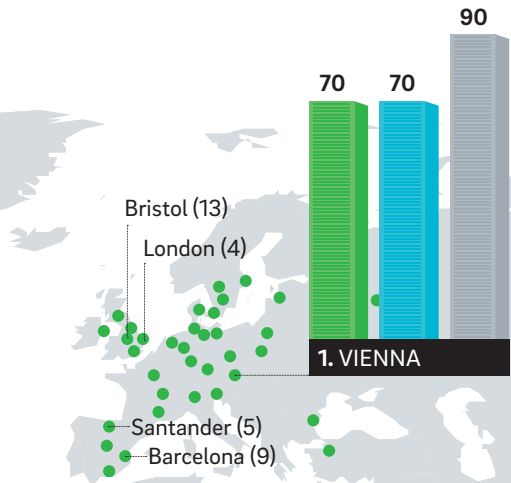 90
70 70
Bristol (13)
London (4)
1. VIENNA
Santander (5)
Barcelona (9)